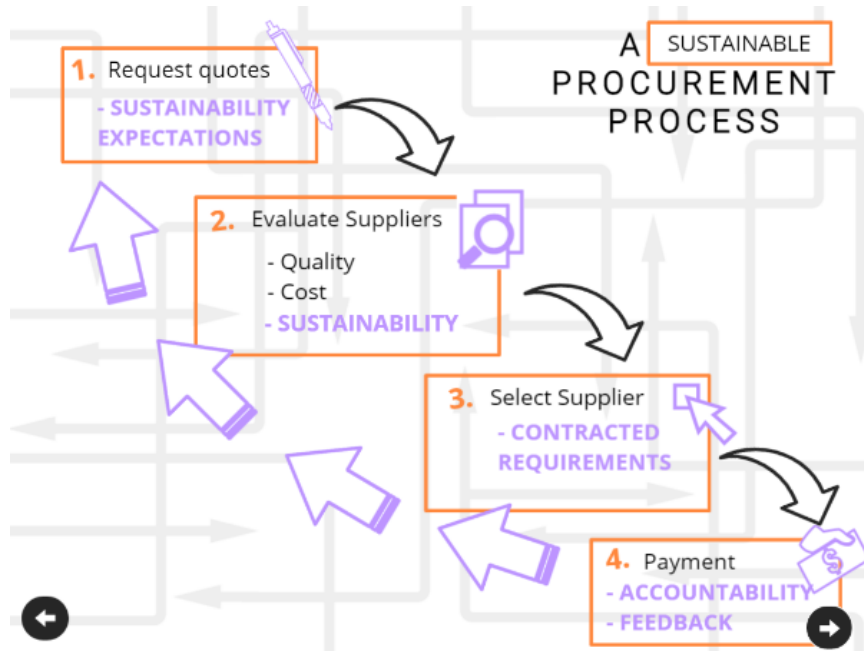 A SUSTAINABLE
PROCUREMENT
PROCESS
1. Request quotes
- SUSTAINABILITY
EXPECTATIONS
2. Evaluate Suppliers
- Quality
- Cost
- SUSTAINABILITY
3. Select Supplier
- CONTRACTED
REQUIREMENTS
4. Payment
- ACCOUNTABILITY
- FEEDBACK
$